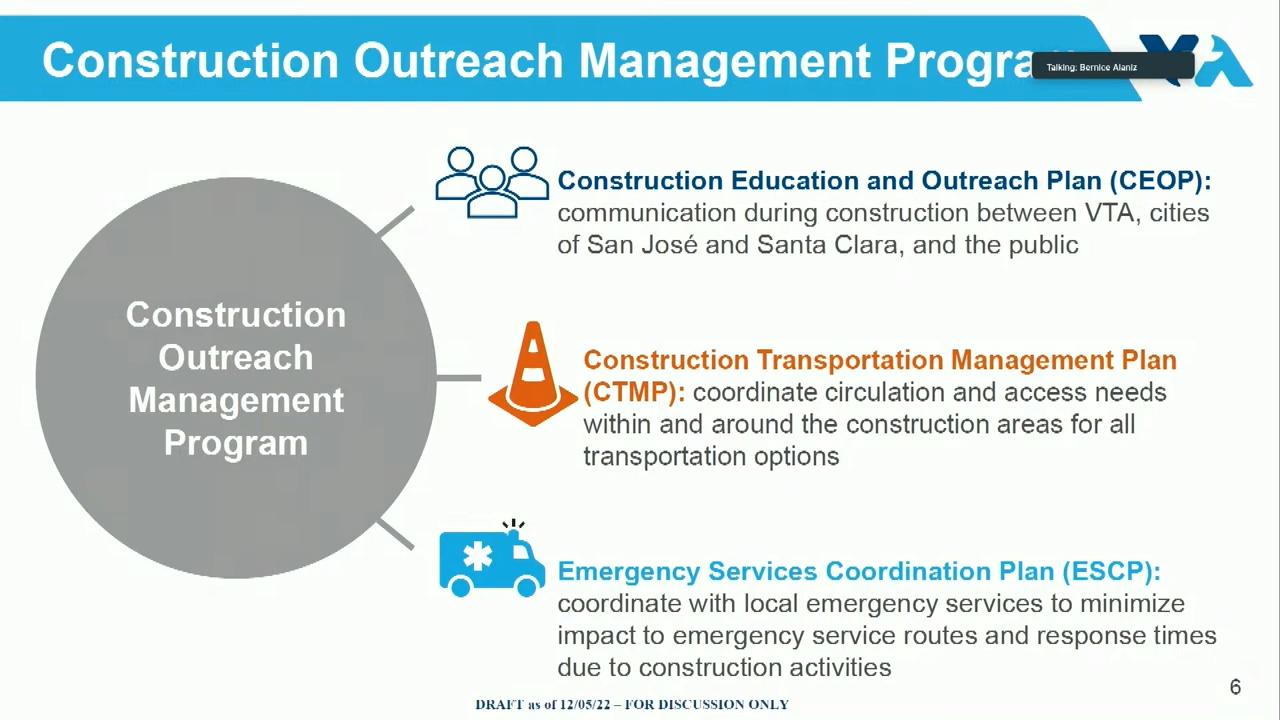 Construction Outreach Management Progra
Talking: Bernice Alaniz
Construction
Outreach
Management
Program
Construction Education and Outreach Plan (CEOP):
communication during construction between VTA, cities
of San José and Santa Clara, and the public
Construction Transportation Management Plan
(CTMP): coordinate circulation and access needs
within and around the construction areas for all
transportation options
Emergency Services Coordination Plan (ESCP):
coordinate with local emergency services to minimize
impact to emergency service routes and response times
due to construction activities
6
DRAFT as of 12/05/22 – FOR DISCUSSION ONLY